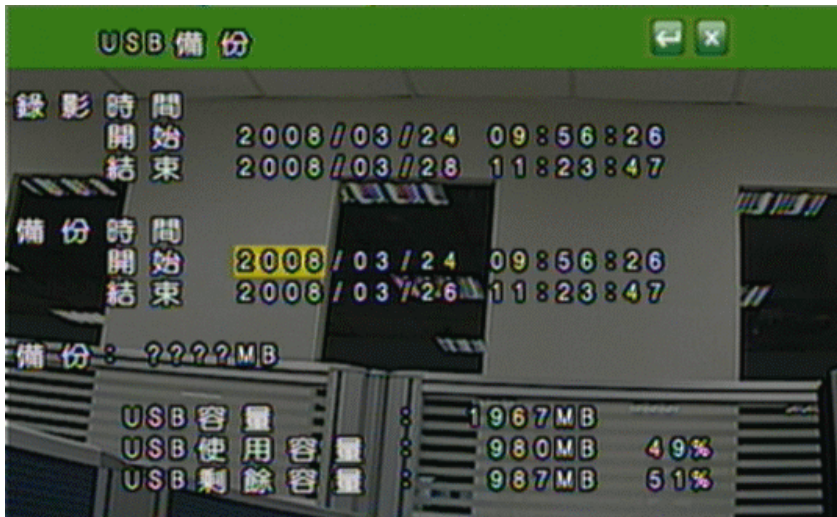 USB備份
錄影時間
開始 2008/03/24 09:56:26
結束 2008/03/28 11:23:47
備份時間
開始 2008/03/24 09:56:26
結束 2008/03/26 11:23:47
備份: ????MB
USB容量 : 1967MB
USB使用容量 : 980MB 49%
USB剩餘容量 : 987MB 51%